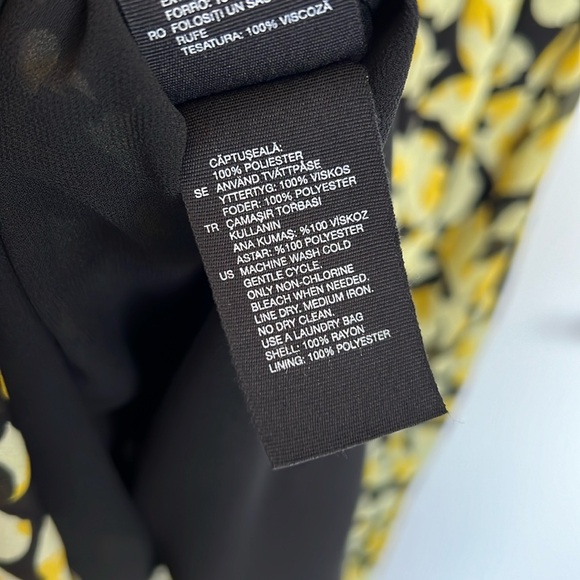 FORRO:
RO FOLOSIȚI UN
RUFE
TESATURA: 100% VISCOZĂ
CĂPTUȘEALĂ:
100% POLIESTER
SE ANVÄND TVÄTTPÅSE
YTTERTYG: 100% VISKOS
FODER: 100% POLYESTER
TR ÇAMAŞIR TORBASI
KULLANIN
ANA KUMAŞ: %100 VİSKOZ
ASTAR: %100 POLYESTER
US MACHINE WASH COLD
GENTLE CYCLE.
ONLY NON-CHLORINE
BLEACH WHEN NEEDED.
LINE DRY. MEDIUM IRON.
NO DRY CLEAN.
USE A LAUNDRY BAG
SHELL: 100% RAYON
LINING: 100% POLYESTER